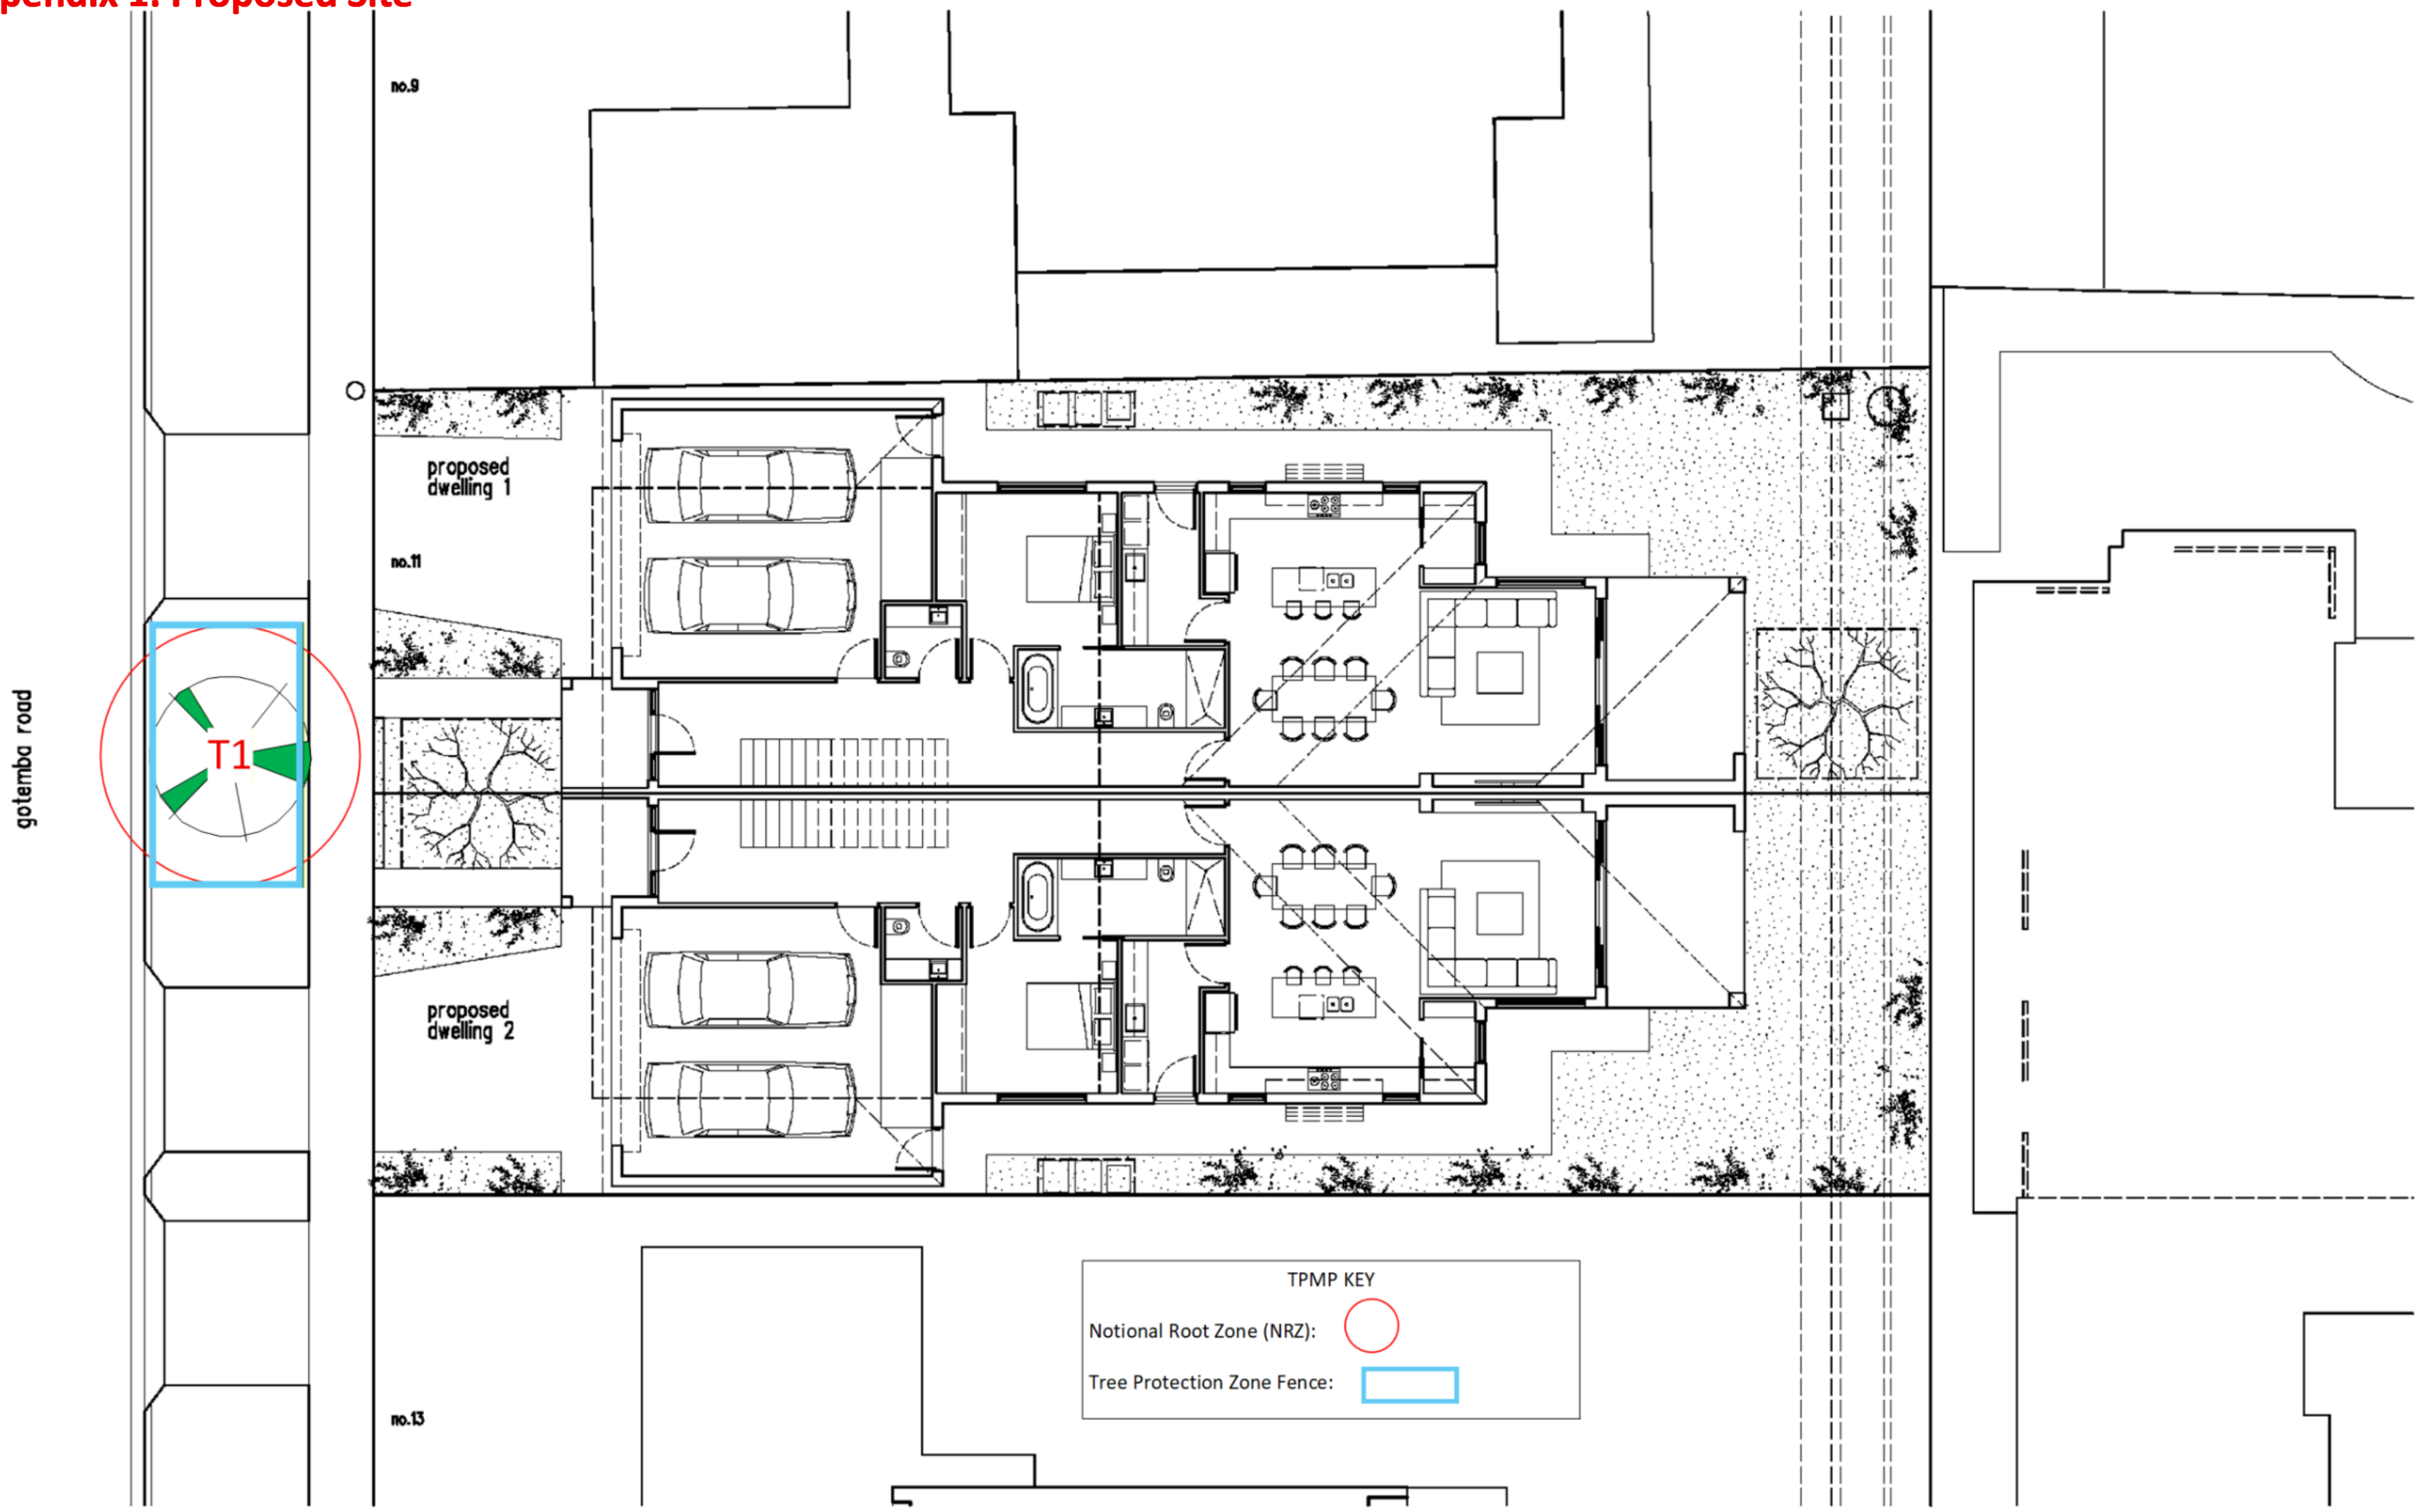 pendix 1: Proposed Site
no.9
proposed
dwelling 1
no.11
gotemba road
T1
proposed
dwelling 2
TPMP KEY
Notional Root Zone (NRZ):
Tree Protection Zone Fence:
no.13